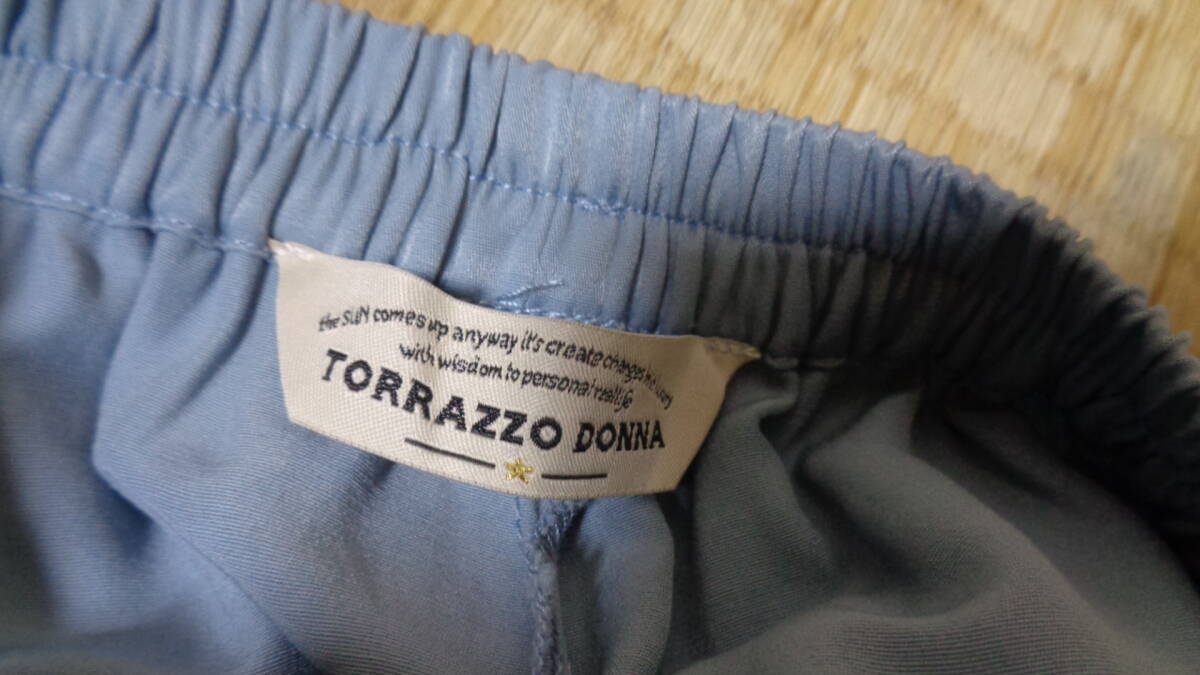 the SUN comes up anyway it's create changes
with wisdom to personal real life
TORRAZZO DONNA